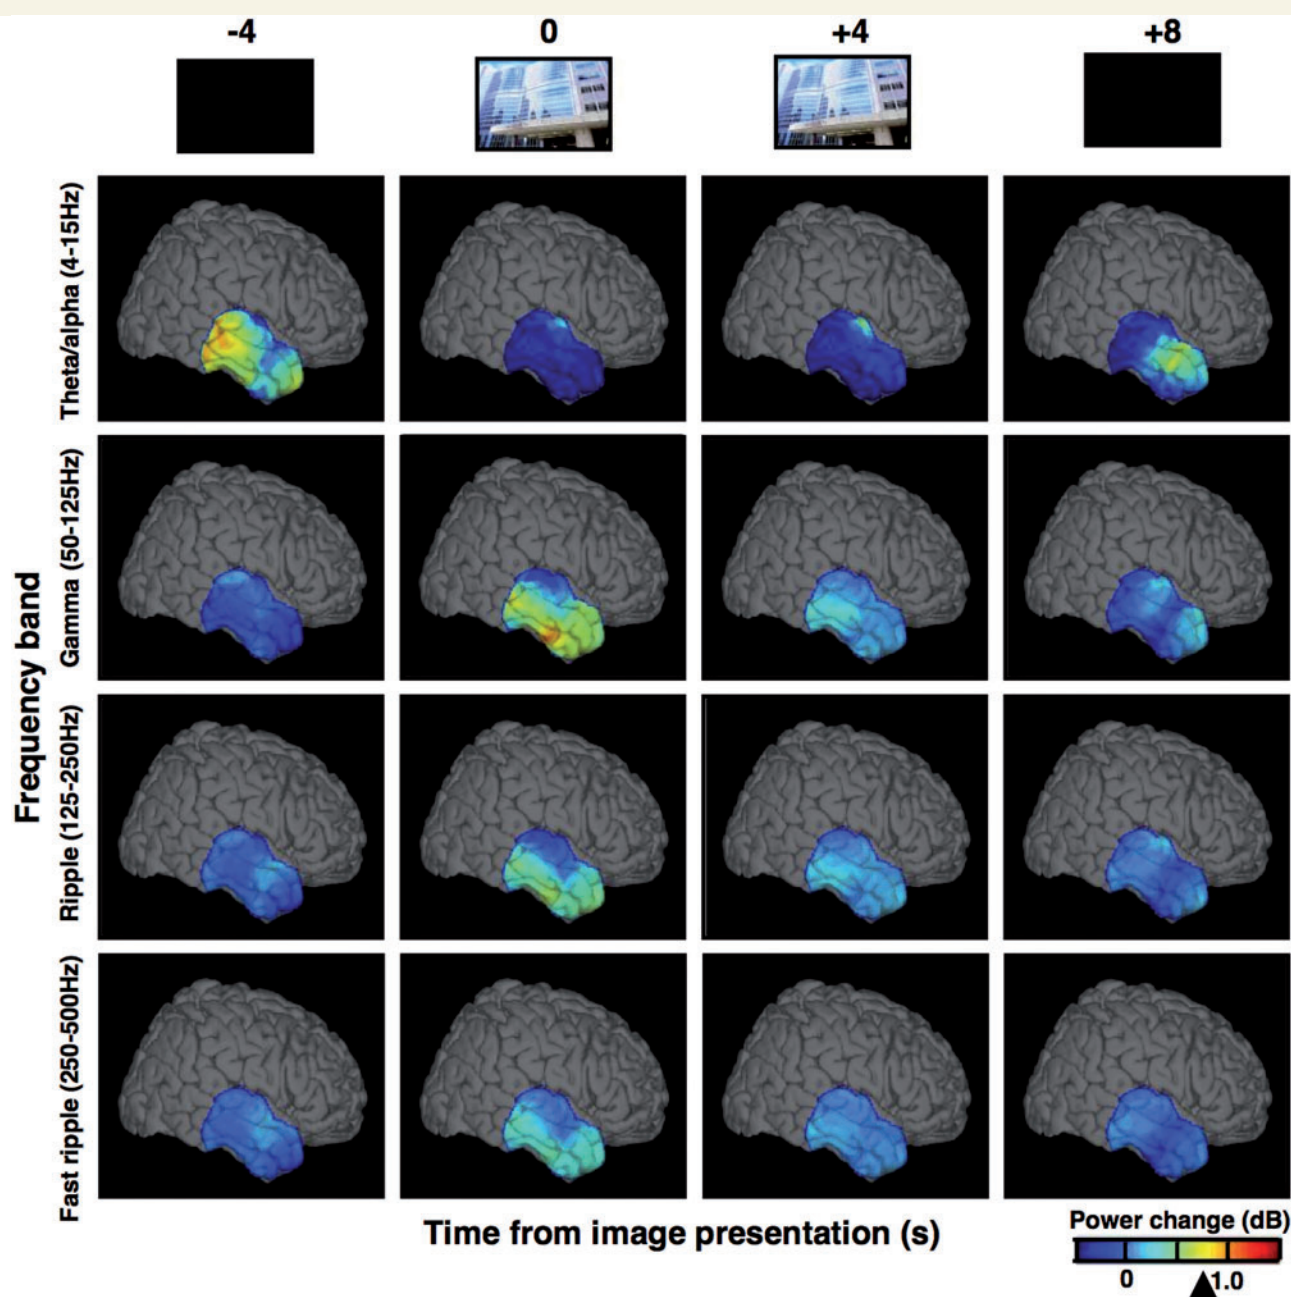 -4 0 +4 +8
Theta/alpha (4-15Hz)
Gamma (50-125Hz)
Frequency band
Ripple (125-250Hz)
Fast ripple (250-500Hz)
Time from image presentation (s)
Power change (dB)
0 1.0